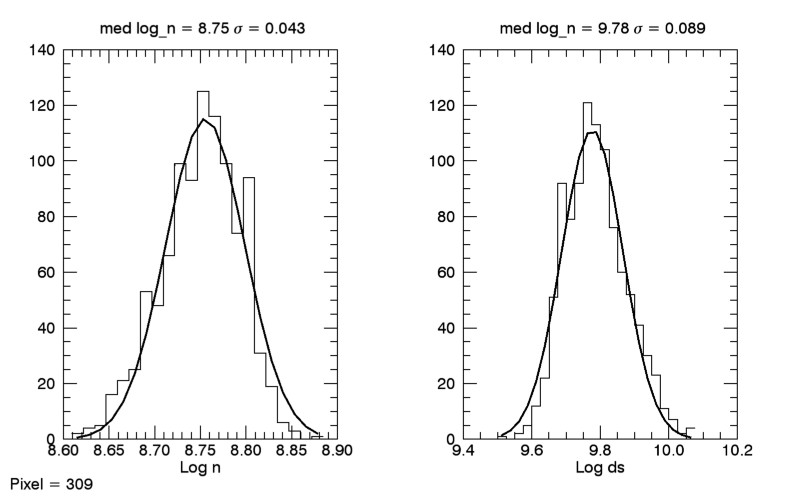 med log_n = 8.75 σ = 0.043
140
120
100
80
60
40
20
0
8.60 8.65 8.70 8.75 8.80 8.85 8.90
Log n
med log_n = 9.78 σ = 0.089
140
120
100
80
60
40
20
0
9.4 9.6 9.8 10.0 10.2
Log ds
Pixel = 309